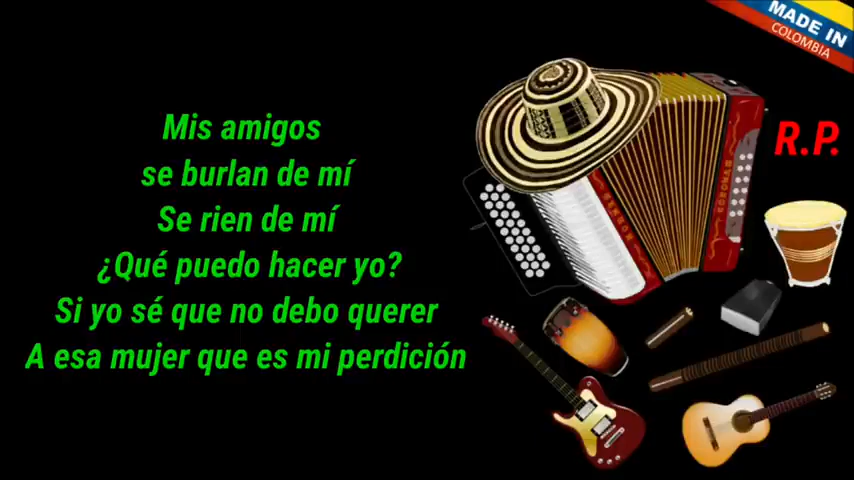 MADE IN
COLOMBIA
R.P.
Mis amigos
se burlan de mí
Se rien de mí
¿Qué puedo hacer yo?
Si yo sé que no debo querer
A esa mujer que es mi perdición